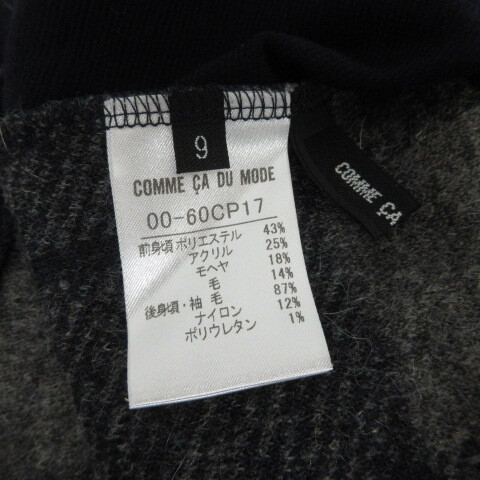 9
COMME ÇA DU MODE
COMME ÇA
00-60CP17
前身頃 ポリエステル 43%
アクリル 25%
モヘヤ 18%
毛 14%
後身頃・袖 毛 87%
ナイロン 12%
ポリウレタン 1%